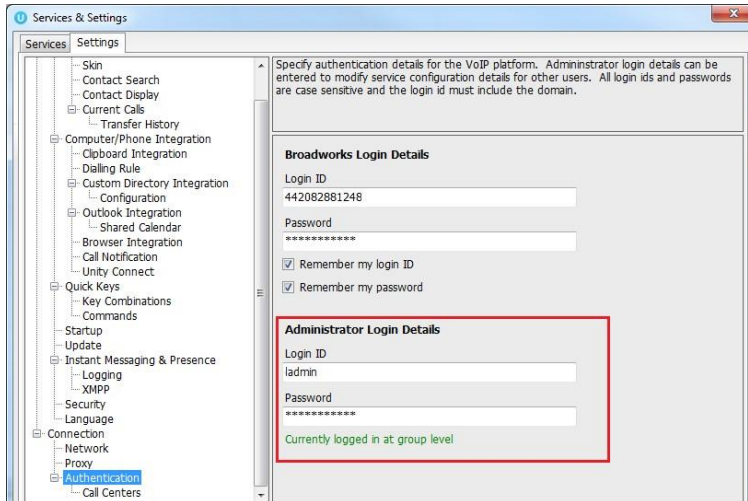 Services & Settings
Services Settings
Skin
Contact Search
Contact Display
Current Calls
Transfer History
Computer/Phone Integration
Clipboard Integration
Dialling Rule
Custom Directory Integration
Configuration
Outlook Integration
Shared Calendar
Browser Integration
Call Notification
Unity Connect
Quick Keys
Key Combinations
Commands
Startup
Update
Instant Messaging & Presence
Logging
XMPP
Security
Language
Connection
Network
Proxy
Authentication
Call Centers
Specify authentication details for the VoIP platform. Admininstrator login details can be
entered to modify service configuration details for other users. All login ids and passwords
are case sensitive and the login id must include the domain.
Broadworks Login Details
Login ID
442082881248
Password
***********
Remember my login ID
Remember my password
Administrator Login Details
Login ID
ladmin
Password
***********
Currently logged in at group level